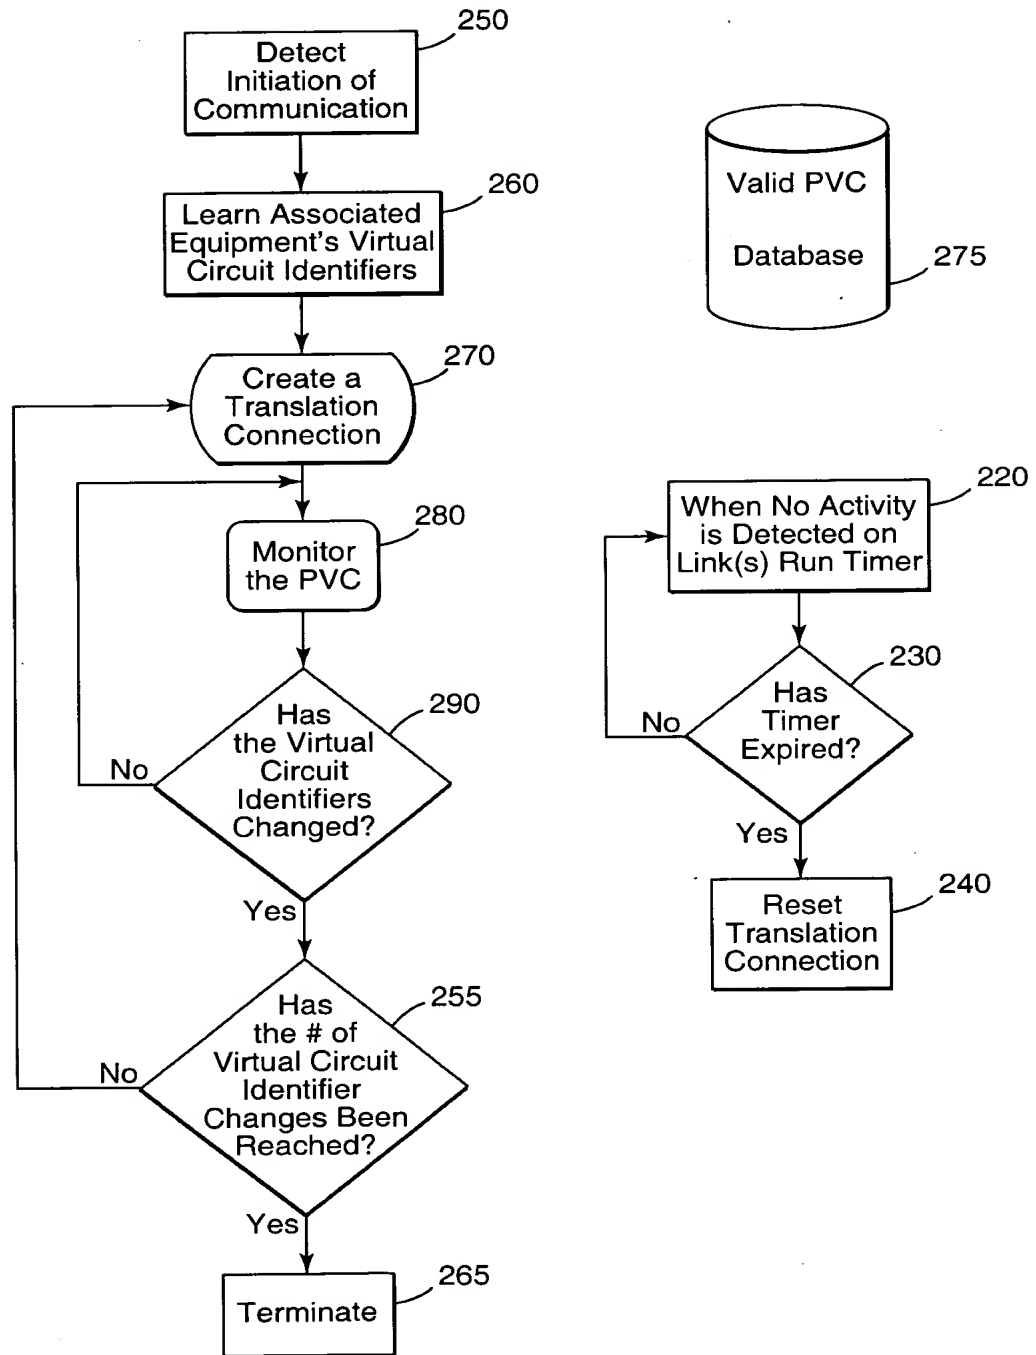 250
Detect
Initiation of
Communication
260
Learn Associated
Equipment's Virtual
Circuit Identifiers
270
Create a
Translation
Connection
280
Monitor
the PVC
290
Has
the Virtual
Circuit
Identifiers
Changed?
No
Yes
255
Has
the # of
Virtual Circuit
Identifier
Changes Been
Reached?
No
Yes
265
Terminate
Valid PVC
Database
275
220
When No Activity
is Detected on
Link(s) Run Timer
230
Has
Timer
Expired?
No
Yes
240
Reset
Translation
Connection